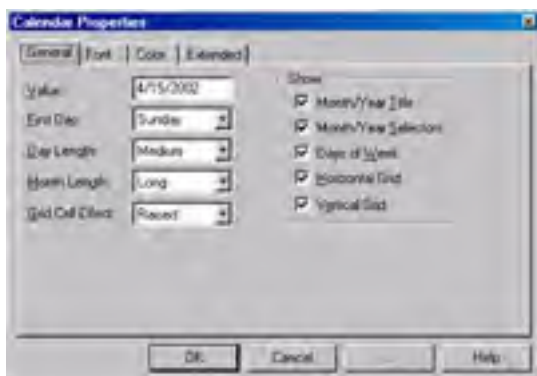 Calendar Properties
General Font Color Extended
Value: 4/15/2002
First Day: Sunday
Day Length: Medium
Month Length: Long
Grid Cell Effect: Raised
Show
Month/Year Title
Month/Year Selectors
Days of Week
Horizontal Grid
Vertical Grid
OK Cancel Help